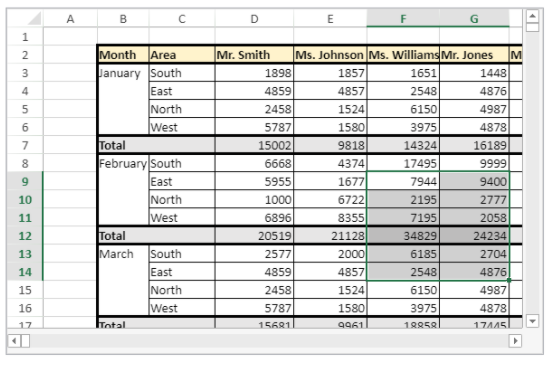 A B C D E F G
1
2 Month Area Mr. Smith Ms. Johnson Ms. Williams Mr. Jones M
3 January South 1898 1857 1651 1448
4 East 4859 4857 2548 4876
5 North 2458 1524 6150 4987
6 West 5787 1580 3975 4878
7 Total 15002 9818 14324 16189
8 February South 6668 4374 17495 9999
9 East 5955 1677 7944 9400
10 North 1000 6722 2195 2777
11 West 6896 8355 7195 2058
12 Total 20519 21128 34829 24234
13 March South 2577 2000 6185 2704
14 East 4859 4857 2548 4876
15 North 2458 1524 6150 4987
16 West 5787 1580 3975 4878
17 Total 15681 9961 18858 17445